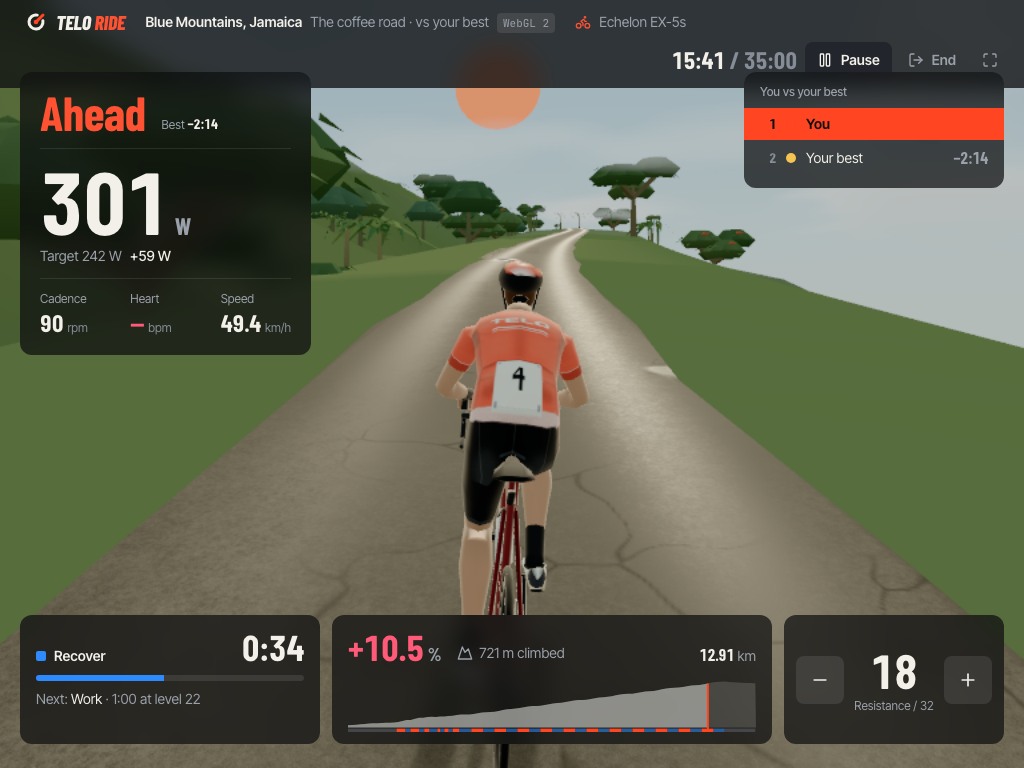 TELO RIDE Blue Mountains, Jamaica The coffee road · vs your best WebGL 2 Echelon EX-5s
15:41 / 35:00 Pause End
Ahead Best −2:14
301 W
Target 242 W +59 W
Cadence Heart Speed
90 rpm — bpm 49.4 km/h
You vs your best
1 You
2 Your best −2:14
TELO
4
Recover 0:34
Next: Work · 1:00 at level 22
+10.5 % 721 m climbed 12.91 km
− 18 +
Resistance / 32